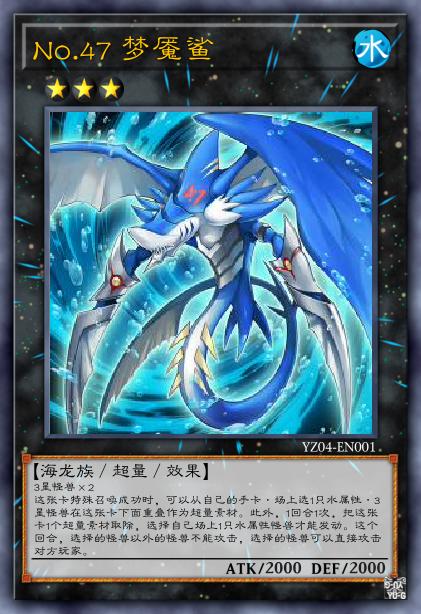 No.47 梦魇鲨
水
47
YZ04-EN001
【海龙族／超量／效果】
3星怪兽×2
这张卡特殊召唤成功时，可以从自己的手卡·场上选1只水属性·3
星怪兽在这张卡下面重叠作为超量素材。此外，1回合1次，把这张
卡1个超量素材取除，选择自己场上1只水属性怪兽才能发动。这个
回合，选择的怪兽以外的怪兽不能攻击，选择的怪兽可以直接攻击
对方玩家。
ATK/2000 DEF/2000